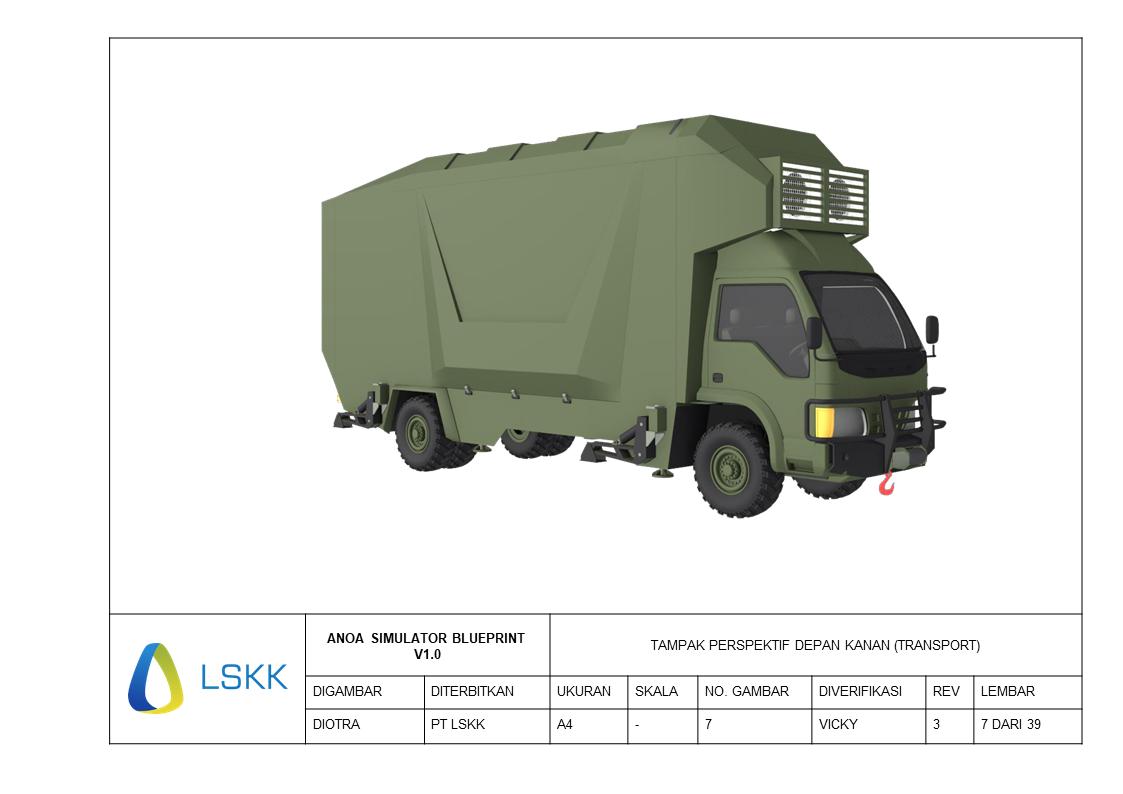 LSKK
ANOA SIMULATOR BLUEPRINT
V1.0
TAMPAK PERSPEKTIF DEPAN KANAN (TRANSPORT)
DIGAMBAR DITERBITKAN UKURAN SKALA NO. GAMBAR DIVERIFIKASI REV LEMBAR
DIOTRA PT LSKK A4 - 7 VICKY 3 7 DARI 39